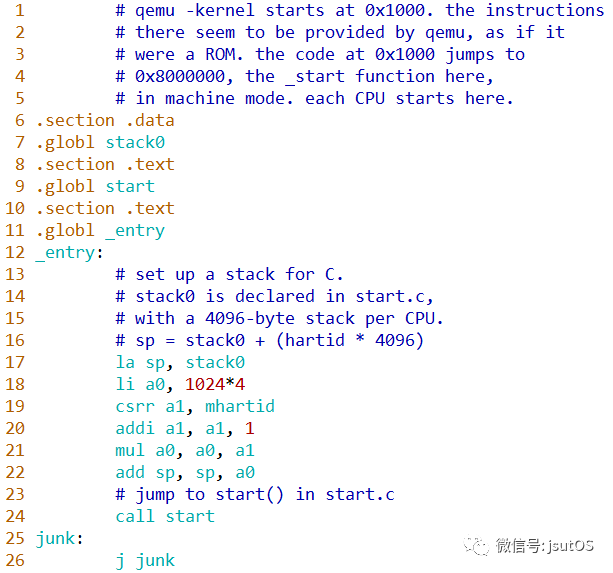 1 # qemu -kernel starts at 0x1000. the instructions
2 # there seem to be provided by qemu, as if it
3 # were a ROM. the code at 0x1000 jumps to
4 # 0x8000000, the _start function here,
5 # in machine mode. each CPU starts here.
6 .section .data
7 .globl stack0
8 .section .text
9 .globl start
10 .section .text
11 .globl _entry
12 _entry:
13 # set up a stack for C.
14 # stack0 is declared in start.c,
15 # with a 4096-byte stack per CPU.
16 # sp = stack0 + (hartid * 4096)
17 la sp, stack0
18 li a0, 1024*4
19 csrr a1, mhartid
20 addi a1, a1, 1
21 mul a0, a0, a1
22 add sp, sp, a0
23 # jump to start() in start.c
24 call start
25 junk:
26 j junk
微信号:jsutOS